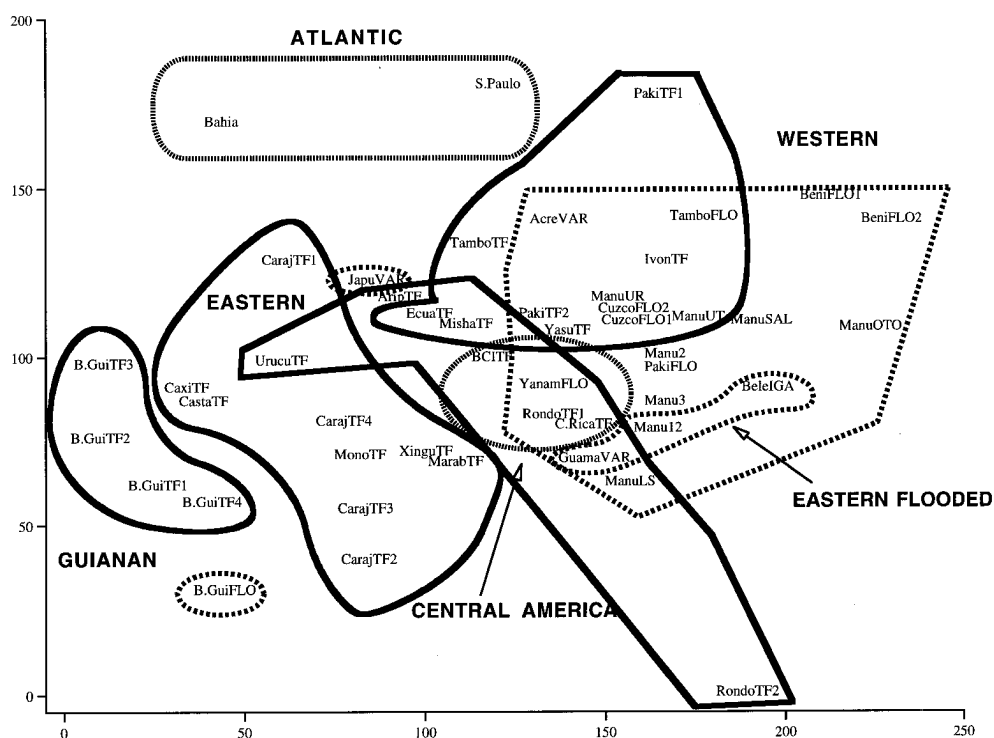 200
ATLANTIC
S.Paulo
PakiTF1
Bahia
WESTERN
150
BeniFLO1
AcreVAR
TamboFLO
BeniFLO2
TamboTF
CarajTF1
IvonTF
JapuVAR
EASTERN
AripTF
ManuUR
EcuaTF
PakiTF2
CuzcoFLO2
MishaTF
CuzcoFLO1
ManuUT
ManuSAL
YasuTF
ManuOTO
100
B.GuiTF3
UrucuTF
BCITF
Manu2
PakiFLO
CaxiTF
YanamFLO
BeleIGA
CastaTF
Manu3
CarajTF4
RondoTF1
C.RicaTF
Manu12
B.GuiTF2
MonoTF
XinguTF
MarabTF
GuamaVAR
B.GuiTF1
ManuLS
B.GuiTF4
CarajTF3
EASTERN FLOODED
50
GUIANAN
CarajTF2
B.GuiFLO
CENTRAL AMERICA
RondoTF2
0
0
50
100
150
200
250